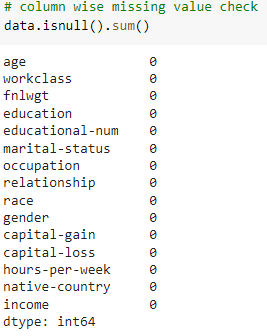 # column wise missing value check
data.isnull().sum()
age 0
workclass 0
fnlwgt 0
education 0
educational-num 0
marital-status 0
occupation 0
relationship 0
race 0
gender 0
capital-gain 0
capital-loss 0
hours-per-week 0
native-country 0
income 0
dtype: int64